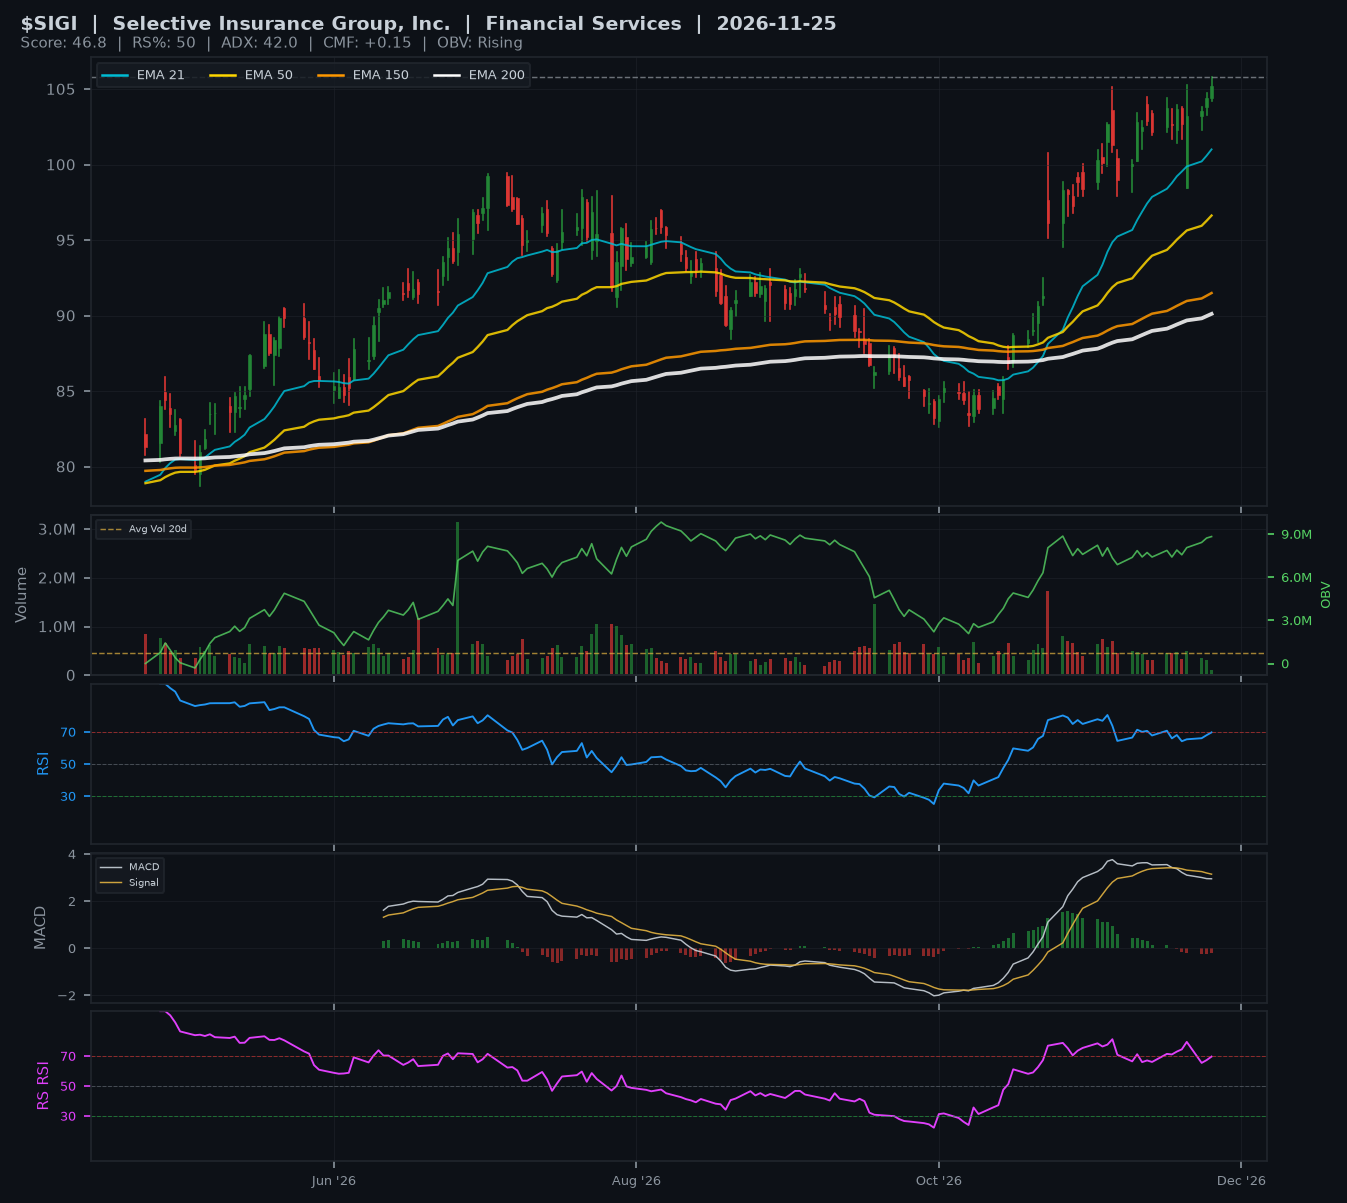 $SIGI | Selective Insurance Group, Inc. | Financial Services | 2026-11-25
Score: 46.8 | RS%: 50 | ADX: 42.0 | CMF: +0.15 | OBV: Rising
EMA 21 EMA 50 EMA 150 EMA 200
105
100
95
90
85
80
Avg Vol 20d
3.0M
2.0M
1.0M
0
Volume
9.0M
6.0M
3.0M
0
OBV
70
50
30
RSI
MACD
Signal
4
2
0
−2
MACD
70
50
30
RS RSI
Jun '26 Aug '26 Oct '26 Dec '26